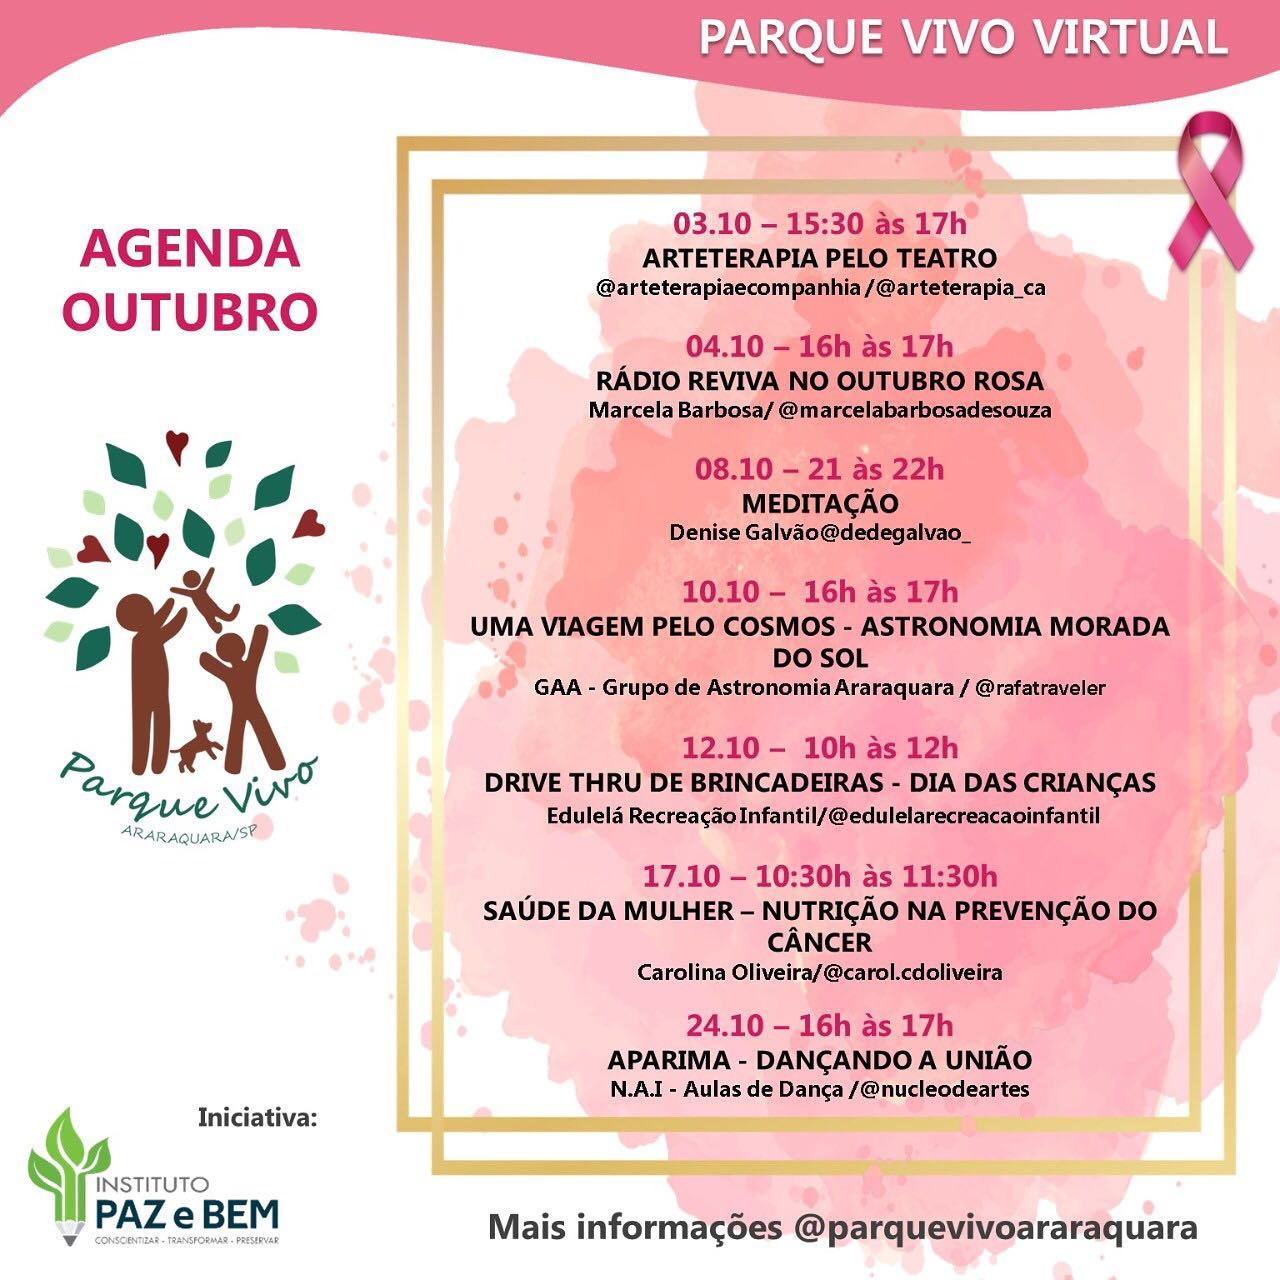 PARQUE VIVO VIRTUAL
AGENDA
OUTUBRO
03.10 – 15:30 às 17h
ARTETERAPIA PELO TEATRO
@arteterapiaecompanhia /@arteterapia_ca
04.10 – 16h às 17h
RÁDIO REVIVA NO OUTUBRO ROSA
Marcela Barbosa/ @marcelabarbosadesouza
08.10 – 21 às 22h
MEDITAÇÃO
Denise Galvão@dedegalvao_
10.10 – 16h às 17h
UMA VIAGEM PELO COSMOS - ASTRONOMIA MORADA
DO SOL
GAA - Grupo de Astronomia Araraquara / @rafatraveler
12.10 – 10h às 12h
DRIVE THRU DE BRINCADEIRAS - DIA DAS CRIANÇAS
Edulelá Recreação Infantil/@edulelarecreacaoinfantil
17.10 – 10:30h às 11:30h
SAÚDE DA MULHER – NUTRIÇÃO NA PREVENÇÃO DO
CÂNCER
Carolina Oliveira/@carol.cdoliveira
24.10 – 16h às 17h
APARIMA - DANÇANDO A UNIÃO
N.A.I - Aulas de Dança /@nucleodeartes
Parque Vivo
ARARAQUARA/SP
Iniciativa:
INSTITUTO
PAZ e BEM
CONSCIENTIZAR - TRANSFORMAR - PRESERVAR
Mais informações @parquevivoararaquara